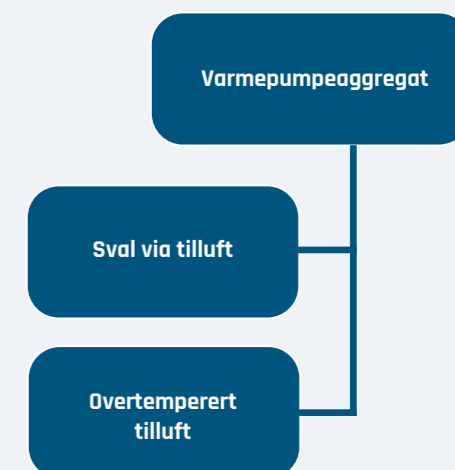 Varmepumpeaggregat
Sval via tilluft
Overtemperert
tilluft